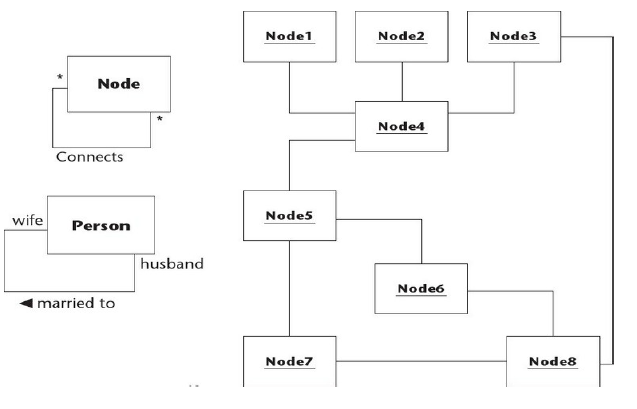 Node1
Node2
Node3
*
Node
*
Connects
Node4
wife
Person
husband
◄ married to
Node5
Node6
Node7
Node8